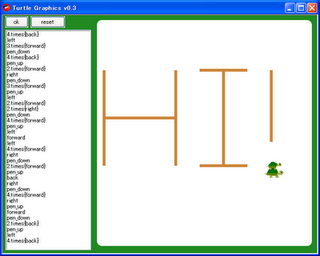 Turtle Graphics v0.3
ok reset
4.times{back}
left
3.times{forward}
pen_down
4.times{back}
pen_up
2.times{forward}
right
pen_down
3.times{forward}
pen_up
2.times{forward}
2.times{right}
pen_down
4.times{forward}
pen_up
left
forward
left
4.times{forward}
right
pen_down
2.times{forward}
pen_up
back
right
pen_down
4.times{forward}
right
pen_up
forward
pen_down
2.times{back}
pen_up
left
4.times{back}
HI!